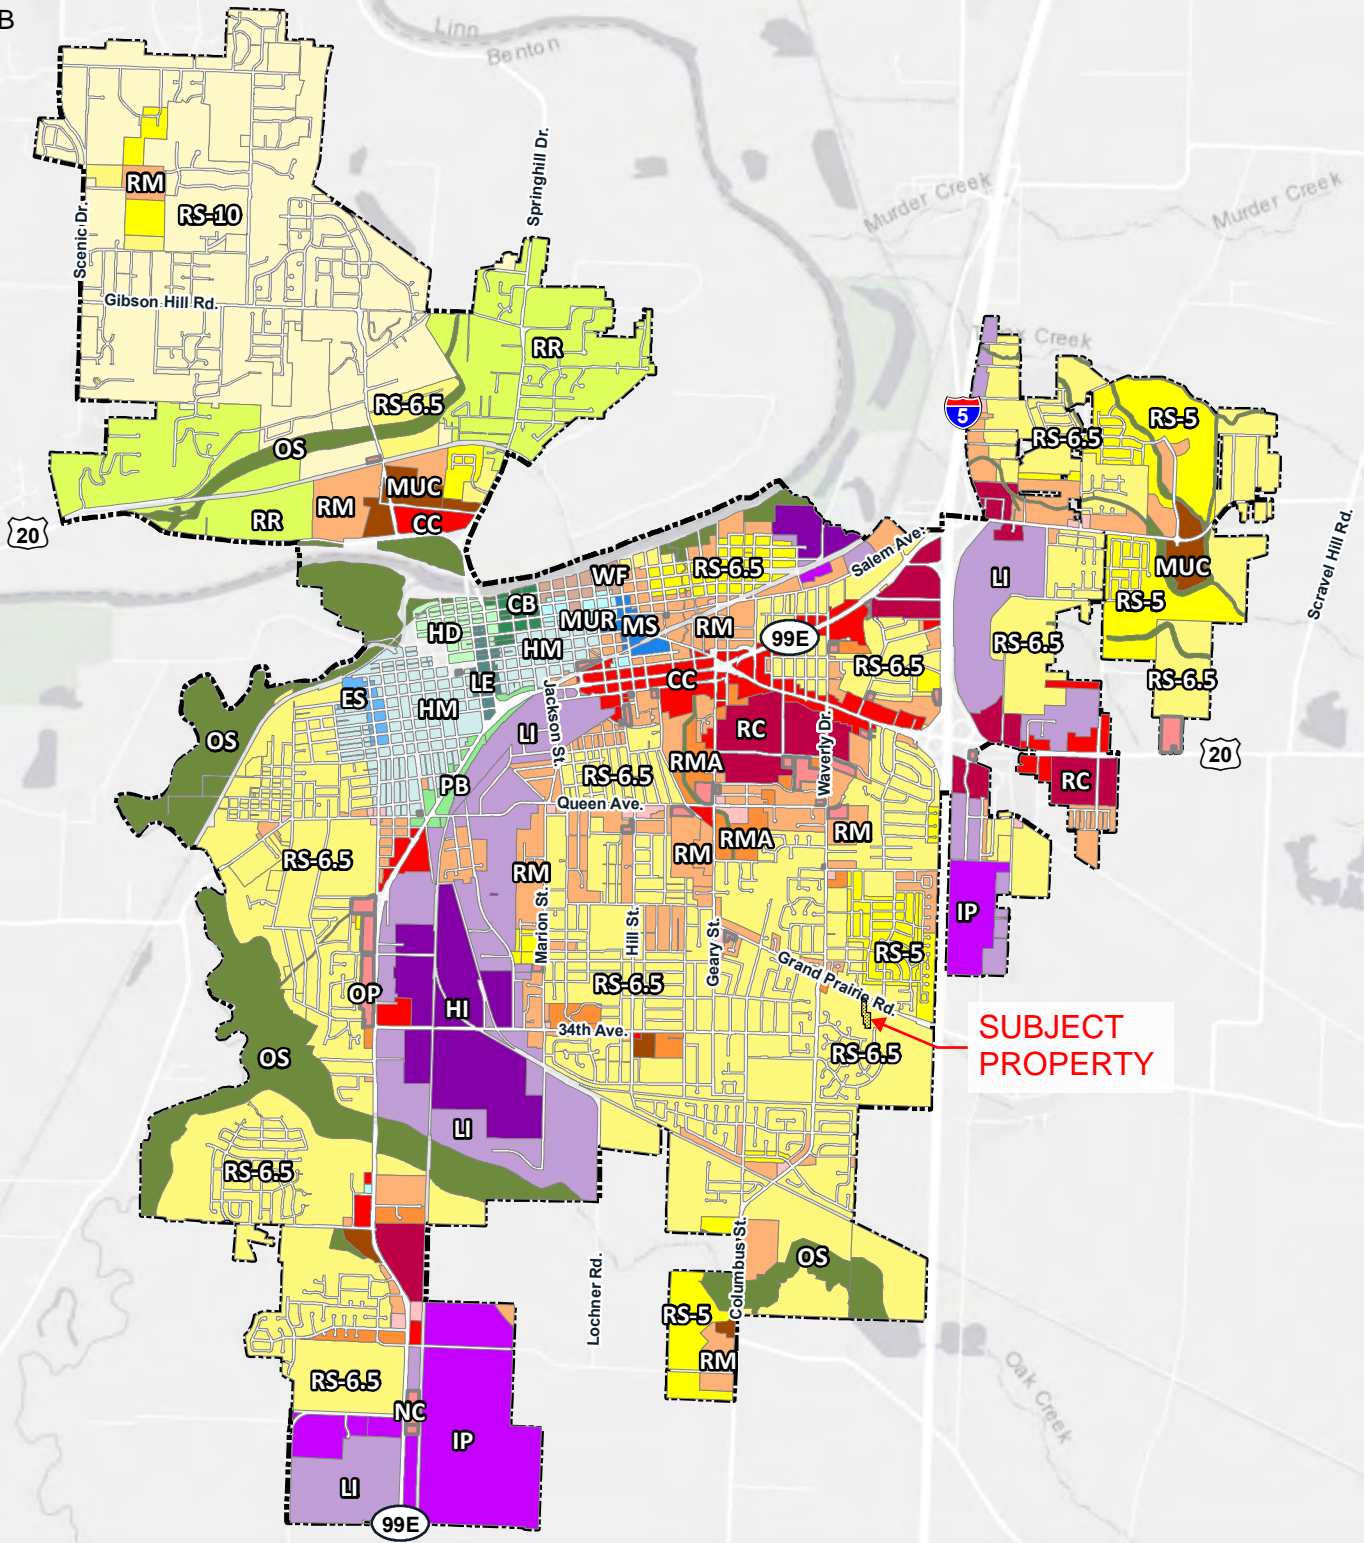 B
Linn
Benton
Springhill Dr.
Murder Creek
Murder Creek
RM
RS-10
Scenic Dr.
Gibson Hill Rd.
Creek
RR
5
RS-6.5
RS-5
RS-6.5
OS
MUC
RM
CC
RR
20
Scravel Hill Rd.
Salem Ave.
WF
RS-6.5
LI
MUC
CB
MUR
MS
RM
RS-5
HD
HM
99E
RS-6.5
RS-6.5
LE
CC
RS-6.5
ES
HM
Jackson St.
OS
LI
RC
Waverly Dr.
20
RMA
RS-6.5
PB
RC
Queen Ave.
RS-6.5
RM
RM
RMA
RM
Marion St.
Hill St.
Geary St.
IP
RS-5
Grand Prairie Rd.
OP
RS-6.5
HI
34th Ave.
SUBJECT
PROPERTY
OS
RS-6.5
LI
RS-6.5
Columbus St.
OS
Lochner Rd.
RS-5
RM
Oak Creek
RS-6.5
NC
IP
LI
99E